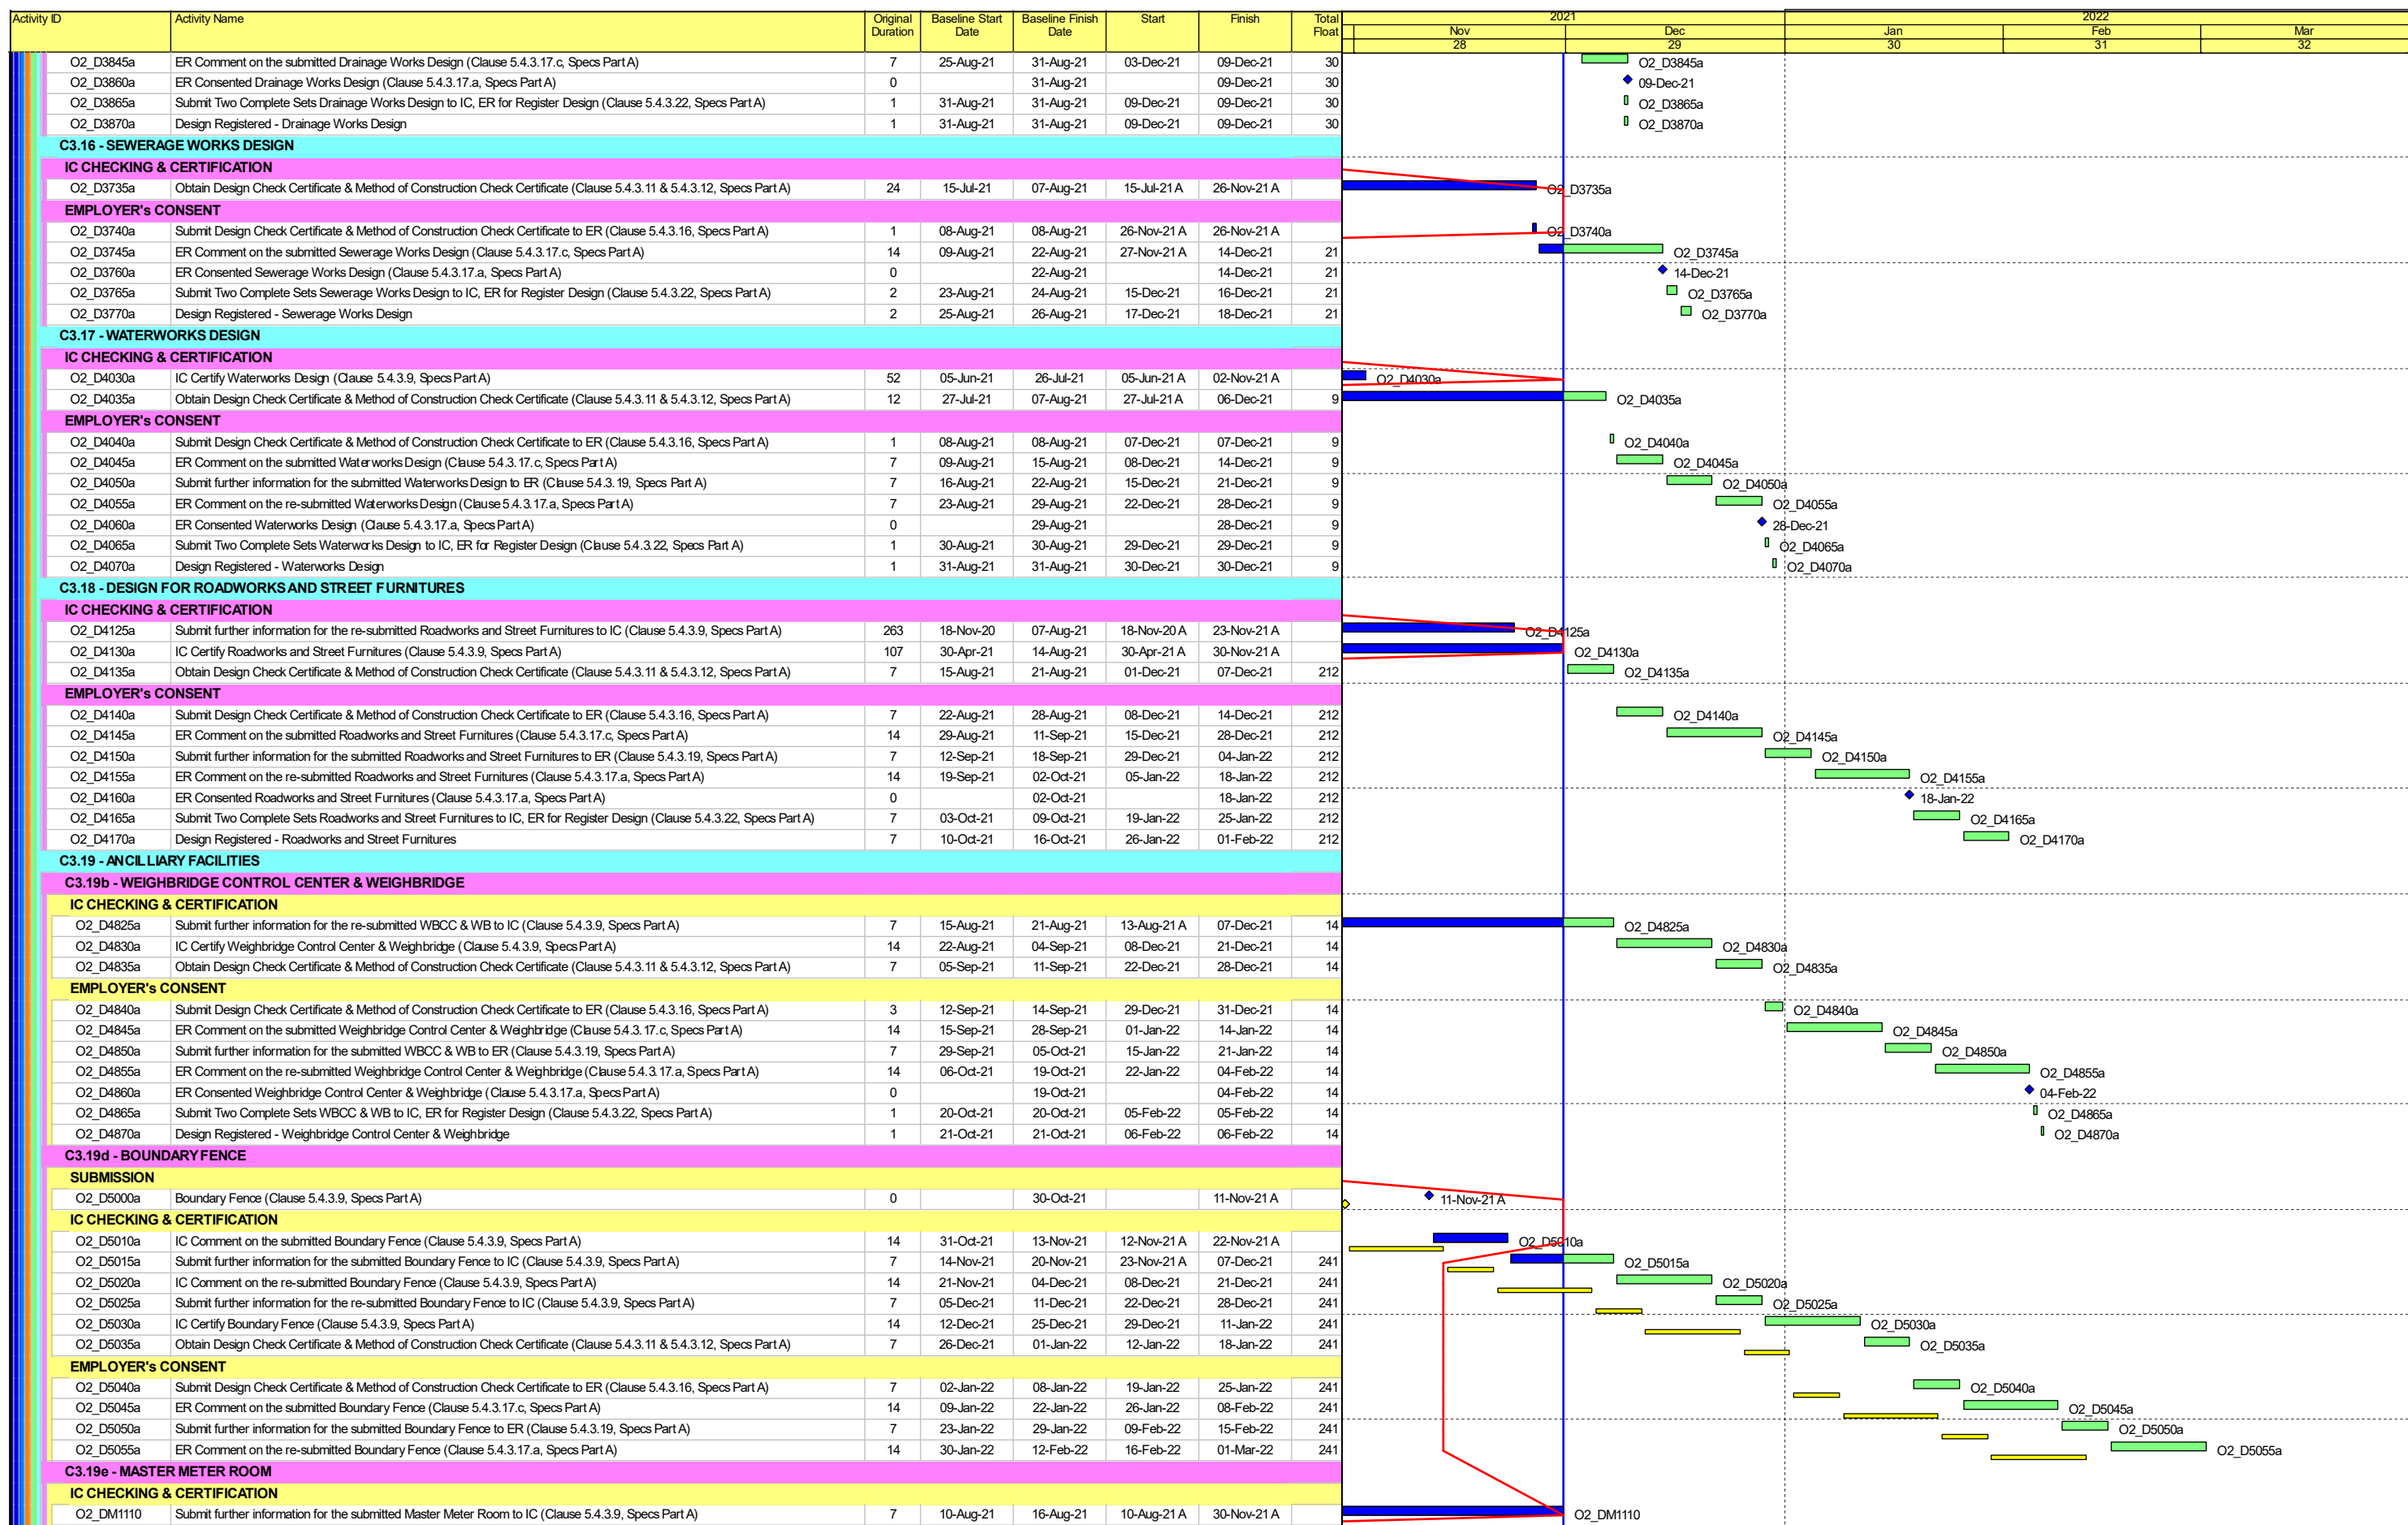 Activity ID Activity Name Original Duration Baseline Start Date Baseline Finish Date Start Finish Total Float 2021 2022
Nov Dec Jan Feb Mar
28 29 30 31 32
O2_D3845a ER Comment on the submitted Drainage Works Design (Clause 5.4.3.17.c, Specs Part A) 7 25-Aug-21 31-Aug-21 03-Dec-21 09-Dec-21 30 O2_D3845a
O2_D3860a ER Consented Drainage Works Design (Clause 5.4.3.17.a, Specs Part A) 0 31-Aug-21 09-Dec-21 30 09-Dec-21
O2_D3865a Submit Two Complete Sets Drainage Works Design to IC, ER for Register Design (Clause 5.4.3.22, Specs Part A) 1 31-Aug-21 31-Aug-21 09-Dec-21 09-Dec-21 30 O2_D3865a
O2_D3870a Design Registered - Drainage Works Design 1 31-Aug-21 31-Aug-21 09-Dec-21 09-Dec-21 30 O2_D3870a
C3.16 - SEWERAGE WORKS DESIGN
IC CHECKING & CERTIFICATION
O2_D3735a Obtain Design Check Certificate & Method of Construction Check Certificate (Clause 5.4.3.11 & 5.4.3.12, Specs Part A) 24 15-Jul-21 07-Aug-21 15-Jul-21 A 26-Nov-21 A O2_D3735a
EMPLOYER's CONSENT
O2_D3740a Submit Design Check Certificate & Method of Construction Check Certificate to ER (Clause 5.4.3.16, Specs Part A) 1 08-Aug-21 08-Aug-21 26-Nov-21 A 26-Nov-21 A O2_D3740a
O2_D3745a ER Comment on the submitted Sewerage Works Design (Clause 5.4.3.17.c, Specs Part A) 14 09-Aug-21 22-Aug-21 27-Nov-21 A 14-Dec-21 21 O2_D3745a
O2_D3760a ER Consented Sewerage Works Design (Clause 5.4.3.17.a, Specs Part A) 0 22-Aug-21 14-Dec-21 21 14-Dec-21
O2_D3765a Submit Two Complete Sets Sewerage Works Design to IC, ER for Register Design (Clause 5.4.3.22, Specs Part A) 2 23-Aug-21 24-Aug-21 15-Dec-21 16-Dec-21 21 O2_D3765a
O2_D3770a Design Registered - Sewerage Works Design 2 25-Aug-21 26-Aug-21 17-Dec-21 18-Dec-21 21 O2_D3770a
C3.17 - WATERWORKS DESIGN
IC CHECKING & CERTIFICATION
O2_D4030a IC Certify Waterworks Design (Clause 5.4.3.9, Specs Part A) 52 05-Jun-21 26-Jul-21 05-Jun-21 A 02-Nov-21 A O2_D4030a
O2_D4035a Obtain Design Check Certificate & Method of Construction Check Certificate (Clause 5.4.3.11 & 5.4.3.12, Specs Part A) 12 27-Jul-21 07-Aug-21 27-Jul-21 A 06-Dec-21 9 O2_D4035a
EMPLOYER's CONSENT
O2_D4040a Submit Design Check Certificate & Method of Construction Check Certificate to ER (Clause 5.4.3.16, Specs Part A) 1 08-Aug-21 08-Aug-21 07-Dec-21 07-Dec-21 9 O2_D4040a
O2_D4045a ER Comment on the submitted Waterworks Design (Clause 5.4.3.17.c, Specs Part A) 7 09-Aug-21 15-Aug-21 08-Dec-21 14-Dec-21 9 O2_D4045a
O2_D4050a Submit further information for the submitted Waterworks Design to ER (Clause 5.4.3.19, Specs Part A) 7 16-Aug-21 22-Aug-21 15-Dec-21 21-Dec-21 9 O2_D4050a
O2_D4055a ER Comment on the re-submitted Waterworks Design (Clause 5.4.3.17.a, Specs Part A) 7 23-Aug-21 29-Aug-21 22-Dec-21 28-Dec-21 9 O2_D4055a
O2_D4060a ER Consented Waterworks Design (Clause 5.4.3.17.a, Specs Part A) 0 29-Aug-21 28-Dec-21 9 28-Dec-21
O2_D4065a Submit Two Complete Sets Waterworks Design to IC, ER for Register Design (Clause 5.4.3.22, Specs Part A) 1 30-Aug-21 30-Aug-21 29-Dec-21 29-Dec-21 9 O2_D4065a
O2_D4070a Design Registered - Waterworks Design 1 31-Aug-21 31-Aug-21 30-Dec-21 30-Dec-21 9 O2_D4070a
C3.18 - DESIGN FOR ROADWORKS AND STREET FURNITURES
IC CHECKING & CERTIFICATION
O2_D4125a Submit further information for the re-submitted Roadworks and Street Furnitures to IC (Clause 5.4.3.9, Specs Part A) 263 18-Nov-20 07-Aug-21 18-Nov-20 A 23-Nov-21 A O2_D4125a
O2_D4130a IC Certify Roadworks and Street Furnitures (Clause 5.4.3.9, Specs Part A) 107 30-Apr-21 14-Aug-21 30-Apr-21 A 30-Nov-21 A O2_D4130a
O2_D4135a Obtain Design Check Certificate & Method of Construction Check Certificate (Clause 5.4.3.11 & 5.4.3.12, Specs Part A) 7 15-Aug-21 21-Aug-21 01-Dec-21 07-Dec-21 212 O2_D4135a
EMPLOYER's CONSENT
O2_D4140a Submit Design Check Certificate & Method of Construction Check Certificate to ER (Clause 5.4.3.16, Specs Part A) 7 22-Aug-21 28-Aug-21 08-Dec-21 14-Dec-21 212 O2_D4140a
O2_D4145a ER Comment on the submitted Roadworks and Street Furnitures (Clause 5.4.3.17.c, Specs Part A) 14 29-Aug-21 11-Sep-21 15-Dec-21 28-Dec-21 212 O2_D4145a
O2_D4150a Submit further information for the submitted Roadworks and Street Furnitures to ER (Clause 5.4.3.19, Specs Part A) 7 12-Sep-21 18-Sep-21 29-Dec-21 04-Jan-22 212 O2_D4150a
O2_D4155a ER Comment on the re-submitted Roadworks and Street Furnitures (Clause 5.4.3.17.a, Specs Part A) 14 19-Sep-21 02-Oct-21 05-Jan-22 18-Jan-22 212 O2_D4155a
O2_D4160a ER Consented Roadworks and Street Furnitures (Clause 5.4.3.17.a, Specs Part A) 0 02-Oct-21 18-Jan-22 212 18-Jan-22
O2_D4165a Submit Two Complete Sets Roadworks and Street Furnitures to IC, ER for Register Design (Clause 5.4.3.22, Specs Part A) 7 03-Oct-21 09-Oct-21 19-Jan-22 25-Jan-22 212 O2_D4165a
O2_D4170a Design Registered - Roadworks and Street Furnitures 7 10-Oct-21 16-Oct-21 26-Jan-22 01-Feb-22 212 O2_D4170a
C3.19 - ANCILLIARY FACILITIES
C3.19b - WEIGHBRIDGE CONTROL CENTER & WEIGHBRIDGE
IC CHECKING & CERTIFICATION
O2_D4825a Submit further information for the re-submitted WBCC & WB to IC (Clause 5.4.3.9, Specs Part A) 7 15-Aug-21 21-Aug-21 13-Aug-21 A 07-Dec-21 14 O2_D4825a
O2_D4830a IC Certify Weighbridge Control Center & Weighbridge (Clause 5.4.3.9, Specs Part A) 14 22-Aug-21 04-Sep-21 08-Dec-21 21-Dec-21 14 O2_D4830a
O2_D4835a Obtain Design Check Certificate & Method of Construction Check Certificate (Clause 5.4.3.11 & 5.4.3.12, Specs Part A) 7 05-Sep-21 11-Sep-21 22-Dec-21 28-Dec-21 14 O2_D4835a
EMPLOYER's CONSENT
O2_D4840a Submit Design Check Certificate & Method of Construction Check Certificate to ER (Clause 5.4.3.16, Specs Part A) 3 12-Sep-21 14-Sep-21 29-Dec-21 31-Dec-21 14 O2_D4840a
O2_D4845a ER Comment on the submitted Weighbridge Control Center & Weighbridge (Clause 5.4.3.17.c, Specs Part A) 14 15-Sep-21 28-Sep-21 01-Jan-22 14-Jan-22 14 O2_D4845a
O2_D4850a Submit further information for the submitted WBCC & WB to ER (Clause 5.4.3.19, Specs Part A) 7 29-Sep-21 05-Oct-21 15-Jan-22 21-Jan-22 14 O2_D4850a
O2_D4855a ER Comment on the re-submitted Weighbridge Control Center & Weighbridge (Clause 5.4.3.17.a, Specs Part A) 14 06-Oct-21 19-Oct-21 22-Jan-22 04-Feb-22 14 O2_D4855a
O2_D4860a ER Consented Weighbridge Control Center & Weighbridge (Clause 5.4.3.17.a, Specs Part A) 0 19-Oct-21 04-Feb-22 14 04-Feb-22
O2_D4865a Submit Two Complete Sets WBCC & WB to IC, ER for Register Design (Clause 5.4.3.22, Specs Part A) 1 20-Oct-21 20-Oct-21 05-Feb-22 05-Feb-22 14 O2_D4865a
O2_D4870a Design Registered - Weighbridge Control Center & Weighbridge 1 21-Oct-21 21-Oct-21 06-Feb-22 06-Feb-22 14 O2_D4870a
C3.19d - BOUNDARY FENCE
SUBMISSION
O2_D5000a Boundary Fence (Clause 5.4.3.9, Specs Part A) 0 30-Oct-21 11-Nov-21 A 11-Nov-21 A
IC CHECKING & CERTIFICATION
O2_D5010a IC Comment on the submitted Boundary Fence (Clause 5.4.3.9, Specs Part A) 14 31-Oct-21 13-Nov-21 12-Nov-21 A 22-Nov-21 A O2_D5010a
O2_D5015a Submit further information for the submitted Boundary Fence to IC (Clause 5.4.3.9, Specs Part A) 7 14-Nov-21 20-Nov-21 23-Nov-21 A 07-Dec-21 241 O2_D5015a
O2_D5020a IC Comment on the re-submitted Boundary Fence (Clause 5.4.3.9, Specs Part A) 14 21-Nov-21 04-Dec-21 08-Dec-21 21-Dec-21 241 O2_D5020a
O2_D5025a Submit further information for the re-submitted Boundary Fence to IC (Clause 5.4.3.9, Specs Part A) 7 05-Dec-21 11-Dec-21 22-Dec-21 28-Dec-21 241 O2_D5025a
O2_D5030a IC Certify Boundary Fence (Clause 5.4.3.9, Specs Part A) 14 12-Dec-21 25-Dec-21 29-Dec-21 11-Jan-22 241 O2_D5030a
O2_D5035a Obtain Design Check Certificate & Method of Construction Check Certificate (Clause 5.4.3.11 & 5.4.3.12, Specs Part A) 7 26-Dec-21 01-Jan-22 12-Jan-22 18-Jan-22 241 O2_D5035a
EMPLOYER's CONSENT
O2_D5040a Submit Design Check Certificate & Method of Construction Check Certificate to ER (Clause 5.4.3.16, Specs Part A) 7 02-Jan-22 08-Jan-22 19-Jan-22 25-Jan-22 241 O2_D5040a
O2_D5045a ER Comment on the submitted Boundary Fence (Clause 5.4.3.17.c, Specs Part A) 14 09-Jan-22 22-Jan-22 26-Jan-22 08-Feb-22 241 O2_D5045a
O2_D5050a Submit further information for the submitted Boundary Fence to ER (Clause 5.4.3.19, Specs Part A) 7 23-Jan-22 29-Jan-22 09-Feb-22 15-Feb-22 241 O2_D5050a
O2_D5055a ER Comment on the re-submitted Boundary Fence (Clause 5.4.3.17.a, Specs Part A) 14 30-Jan-22 12-Feb-22 16-Feb-22 01-Mar-22 241 O2_D5055a
C3.19e - MASTER METER ROOM
IC CHECKING & CERTIFICATION
O2_DM1110 Submit further information for the submitted Master Meter Room to IC (Clause 5.4.3.9, Specs Part A) 7 10-Aug-21 16-Aug-21 10-Aug-21 A 30-Nov-21 A O2_DM1110